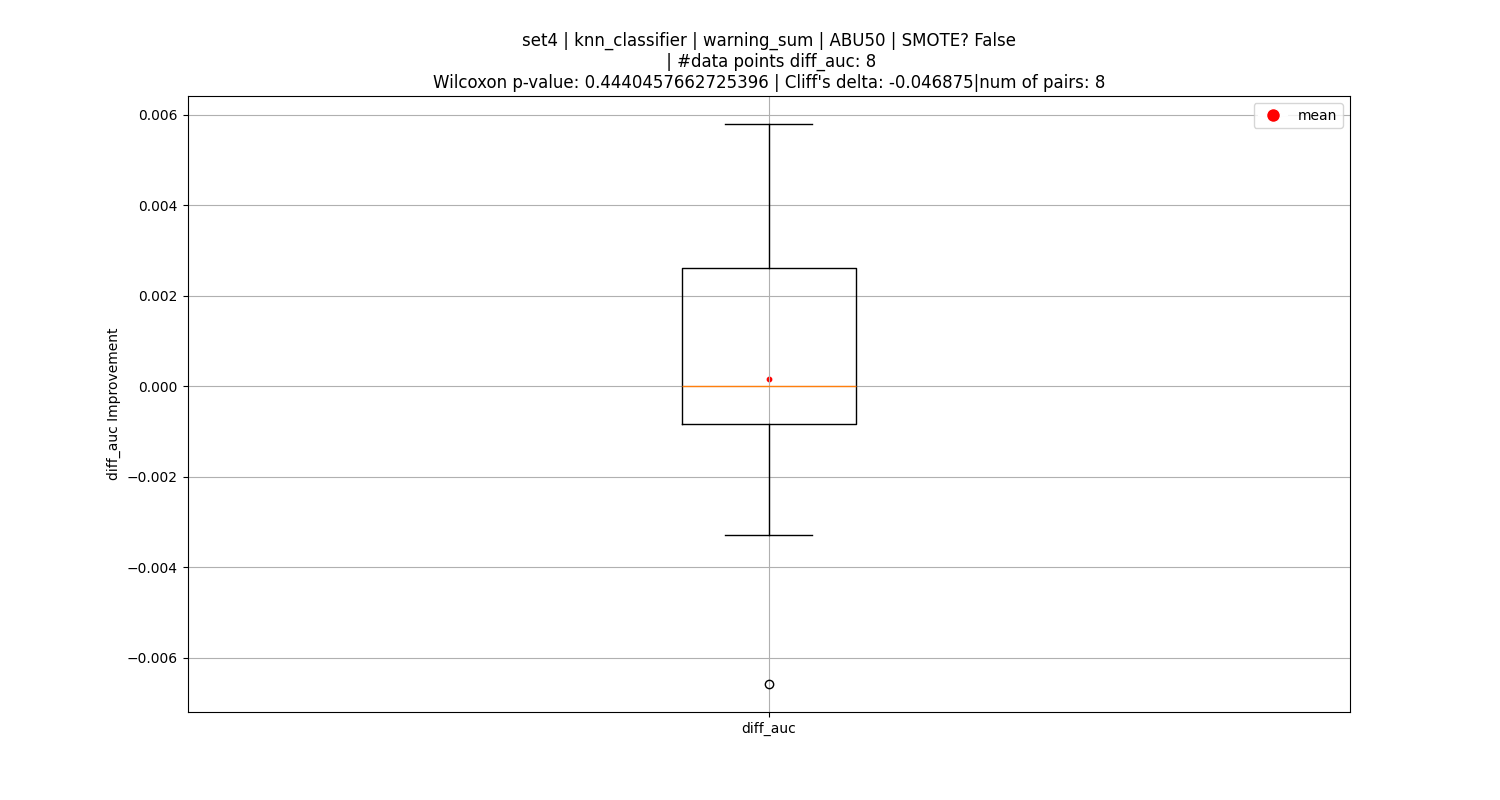 set4 | knn_classifier | warning_sum | ABU50 | SMOTE? False
| #data points diff_auc: 8
Wilcoxon p-value: 0.4440457662725396 | Cliff's delta: -0.046875|num of pairs: 8
mean
0.006
0.004
0.002
0.000
−0.002
−0.004
−0.006
diff_auc Improvement
diff_auc